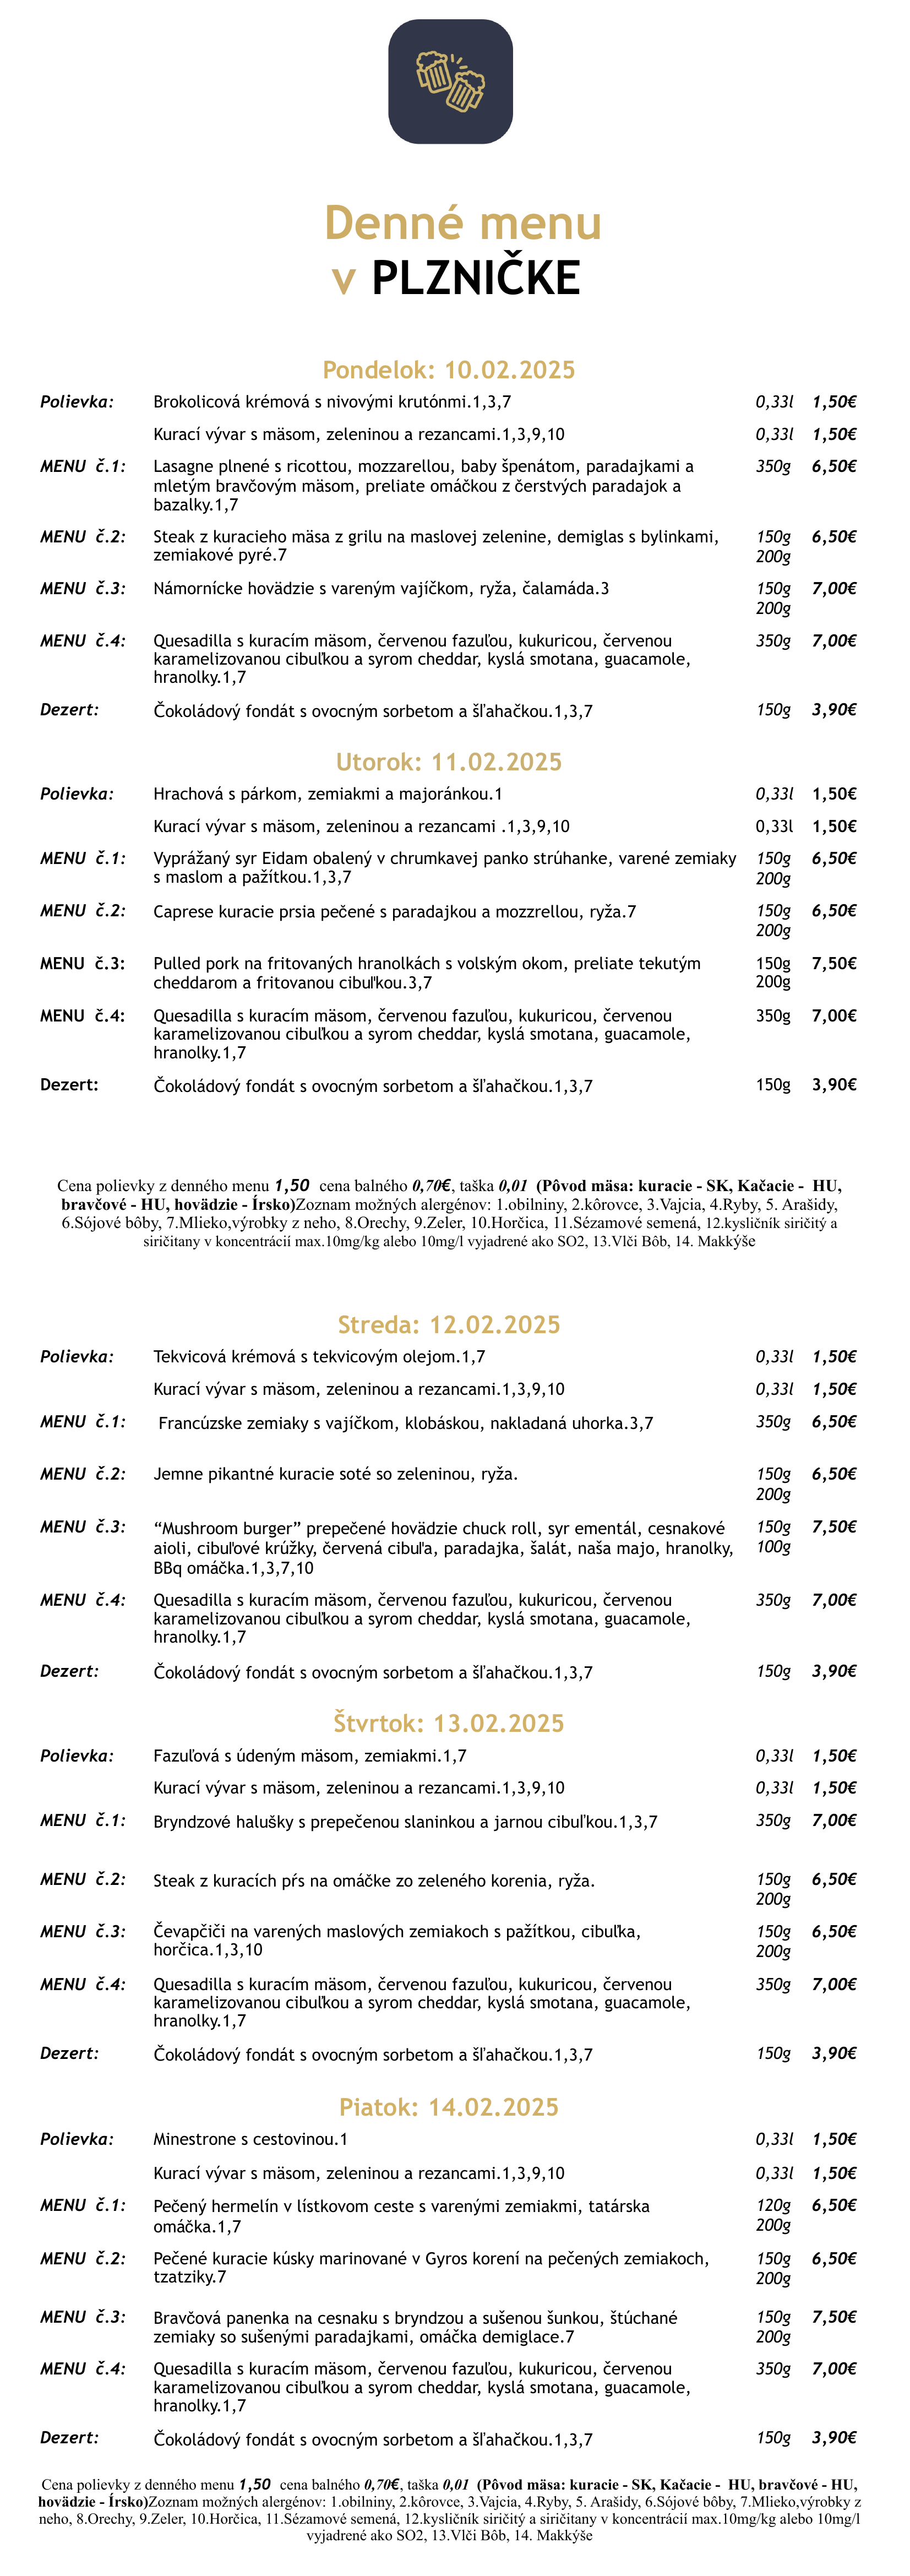 Denné menu
v PLZNIČKE
Pondelok: 10.02.2025
Polievka: Brokolicová krémová s nivovými krutónmi.1,3,7 0,33l 1,50€
Kurací vývar s mäsom, zeleninou a rezancami.1,3,9,10 0,33l 1,50€
MENU č.1: Lasagne plnené s ricottou, mozzarellou, baby špenátom, paradajkami a 350g 6,50€
mletým bravčovým mäsom, preliate omáčkou z čerstvých paradajok a
bazalky.1,7
MENU č.2: Steak z kuracieho mäsa z grilu na maslovej zelenine, demiglas s bylinkami, 150g 6,50€
zemiakové pyré.7 200g
MENU č.3: Námornícke hovädzie s vareným vajíčkom, ryža, čalamáda.3 150g 7,00€
200g
MENU č.4: Quesadilla s kuracím mäsom, červenou fazuľou, kukuricou, červenou 350g 7,00€
karamelizovanou cibuľkou a syrom cheddar, kyslá smotana, guacamole,
hranolky.1,7
Dezert: Čokoládový fondát s ovocným sorbetom a šľahačkou.1,3,7 150g 3,90€
Utorok: 11.02.2025
Polievka: Hrachová s párkom, zemiakmi a majoránkou.1 0,33l 1,50€
Kurací vývar s mäsom, zeleninou a rezancami .1,3,9,10 0,33l 1,50€
MENU č.1: Vyprážaný syr Eidam obalený v chrumkavej panko strúhanke, varené zemiaky 150g 6,50€
s maslom a pažítkou.1,3,7 200g
MENU č.2: Caprese kuracie prsia pečené s paradajkou a mozzrellou, ryža.7 150g 6,50€
200g
MENU č.3: Pulled pork na fritovaných hranolkách s volským okom, preliate tekutým 150g 7,50€
cheddarom a fritovanou cibuľkou.3,7 200g
MENU č.4: Quesadilla s kuracím mäsom, červenou fazuľou, kukuricou, červenou 350g 7,00€
karamelizovanou cibuľkou a syrom cheddar, kyslá smotana, guacamole,
hranolky.1,7
Dezert: Čokoládový fondát s ovocným sorbetom a šľahačkou.1,3,7 150g 3,90€
Cena polievky z denného menu 1,50 cena balného 0,70€, taška 0,01 (Pôvod mäsa: kuracie - SK, Kačacie - HU,
bravčové - HU, hovädzie - Írsko)Zoznam možných alergénov: 1.obilniny, 2.kôrovce, 3.Vajcia, 4.Ryby, 5. Arašidy,
6.Sójové bôby, 7.Mlieko,výrobky z neho, 8.Orechy, 9.Zeler, 10.Horčica, 11.Sézamové semená, 12.kysličník siričitý a
siričitany v koncentrácií max.10mg/kg alebo 10mg/l vyjadrené ako SO2, 13.Vlči Bôb, 14. Makkýše
Streda: 12.02.2025
Polievka: Tekvicová krémová s tekvicovým olejom.1,7 0,33l 1,50€
Kurací vývar s mäsom, zeleninou a rezancami.1,3,9,10 0,33l 1,50€
MENU č.1: Francúzske zemiaky s vajíčkom, klobáskou, nakladaná uhorka.3,7 350g 6,50€
MENU č.2: Jemne pikantné kuracie soté so zeleninou, ryža. 150g 6,50€
200g
MENU č.3: “Mushroom burger” prepečené hovädzie chuck roll, syr ementál, cesnakové 150g 7,50€
aioli, cibuľové krúžky, červená cibuľa, paradajka, šalát, naša majo, hranolky, 100g
BBq omáčka.1,3,7,10
MENU č.4: Quesadilla s kuracím mäsom, červenou fazuľou, kukuricou, červenou 350g 7,00€
karamelizovanou cibuľkou a syrom cheddar, kyslá smotana, guacamole,
hranolky.1,7
Dezert: Čokoládový fondát s ovocným sorbetom a šľahačkou.1,3,7 150g 3,90€
Štvrtok: 13.02.2025
Polievka: Fazuľová s údeným mäsom, zemiakmi.1,7 0,33l 1,50€
Kurací vývar s mäsom, zeleninou a rezancami.1,3,9,10 0,33l 1,50€
MENU č.1: Bryndzové halušky s prepečenou slaninkou a jarnou cibuľkou.1,3,7 350g 7,00€
MENU č.2: Steak z kuracích pŕs na omáčke zo zeleného korenia, ryža. 150g 6,50€
200g
MENU č.3: Čevapčiči na varených maslových zemiakoch s pažítkou, cibuľka, 150g 6,50€
horčica.1,3,10 200g
MENU č.4: Quesadilla s kuracím mäsom, červenou fazuľou, kukuricou, červenou 350g 7,00€
karamelizovanou cibuľkou a syrom cheddar, kyslá smotana, guacamole,
hranolky.1,7
Dezert: Čokoládový fondát s ovocným sorbetom a šľahačkou.1,3,7 150g 3,90€
Piatok: 14.02.2025
Polievka: Minestrone s cestovinou.1 0,33l 1,50€
Kurací vývar s mäsom, zeleninou a rezancami.1,3,9,10 0,33l 1,50€
MENU č.1: Pečený hermelín v lístkovom ceste s varenými zemiakmi, tatárska 120g 6,50€
omáčka.1,7 200g
MENU č.2: Pečené kuracie kúsky marinované v Gyros korení na pečených zemiakoch, 150g 6,50€
tzatziky.7 200g
MENU č.3: Bravčová panenka na cesnaku s bryndzou a sušenou šunkou, štúchané 150g 7,50€
zemiaky so sušenými paradajkami, omáčka demiglace.7 200g
MENU č.4: Quesadilla s kuracím mäsom, červenou fazuľou, kukuricou, červenou 350g 7,00€
karamelizovanou cibuľkou a syrom cheddar, kyslá smotana, guacamole,
hranolky.1,7
Dezert: Čokoládový fondát s ovocným sorbetom a šľahačkou.1,3,7 150g 3,90€
Cena polievky z denného menu 1,50 cena balného 0,70€, taška 0,01 (Pôvod mäsa: kuracie - SK, Kačacie - HU, bravčové - HU,
hovädzie - Írsko)Zoznam možných alergénov: 1.obilniny, 2.kôrovce, 3.Vajcia, 4.Ryby, 5. Arašidy, 6.Sójové bôby, 7.Mlieko,výrobky z
neho, 8.Orechy, 9.Zeler, 10.Horčica, 11.Sézamové semená, 12.kysličník siričitý a siričitany v koncentrácií max.10mg/kg alebo 10mg/l
vyjadrené ako SO2, 13.Vlči Bôb, 14. Makkýše